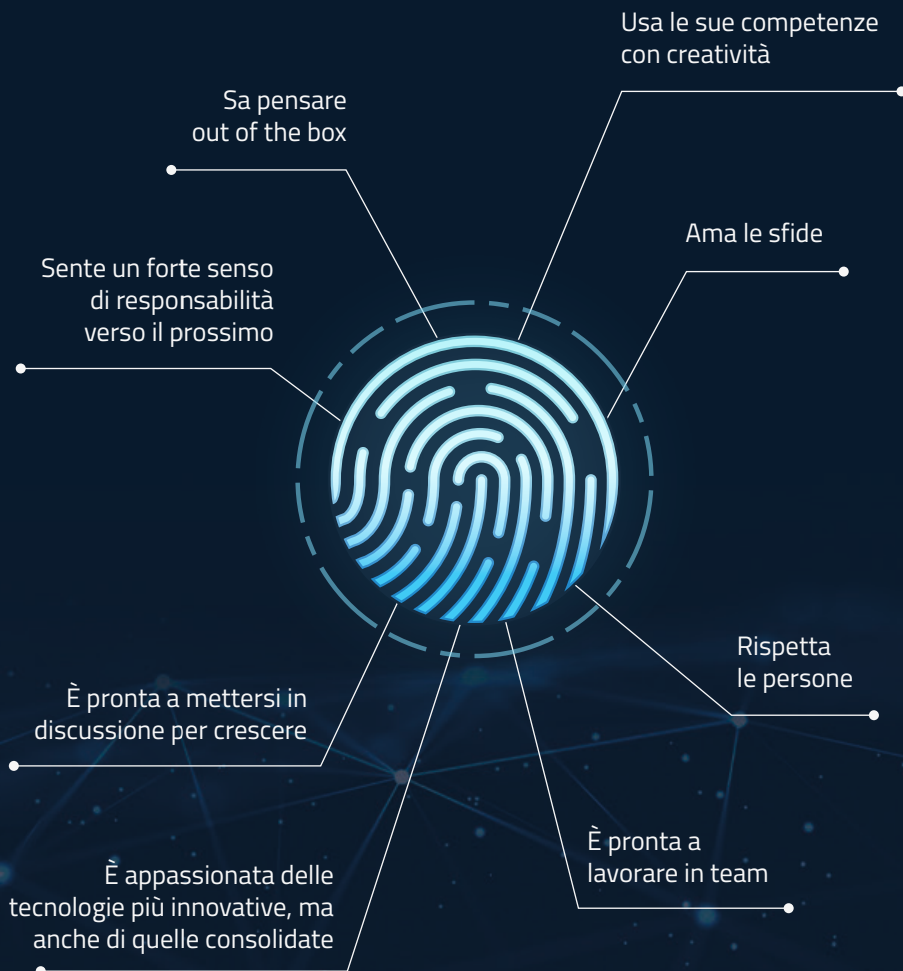 Usa le sue competenze
con creatività
Sa pensare
out of the box
Ama le sfide
Sente un forte senso
di responsabilità
verso il prossimo
Rispetta
le persone
È pronta a mettersi in
discussione per crescere
È pronta a
lavorare in team
È appassionata delle
tecnologie più innovative, ma
anche di quelle consolidate